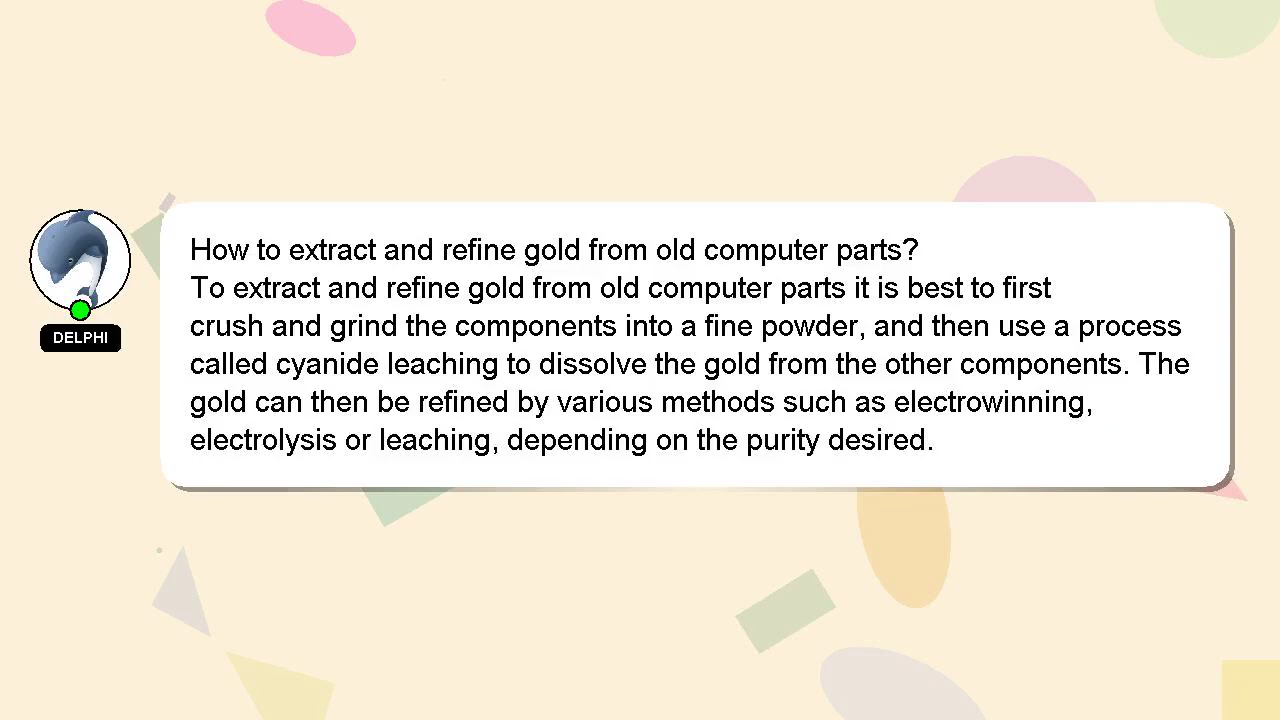 How to extract and refine gold from old computer parts?
To extract and refine gold from old computer parts it is best to first
crush and grind the components into a fine powder, and then use a process
called cyanide leaching to dissolve the gold from the other components. The
gold can then be refined by various methods such as electrowinning,
electrolysis or leaching, depending on the purity desired.
DELPHI